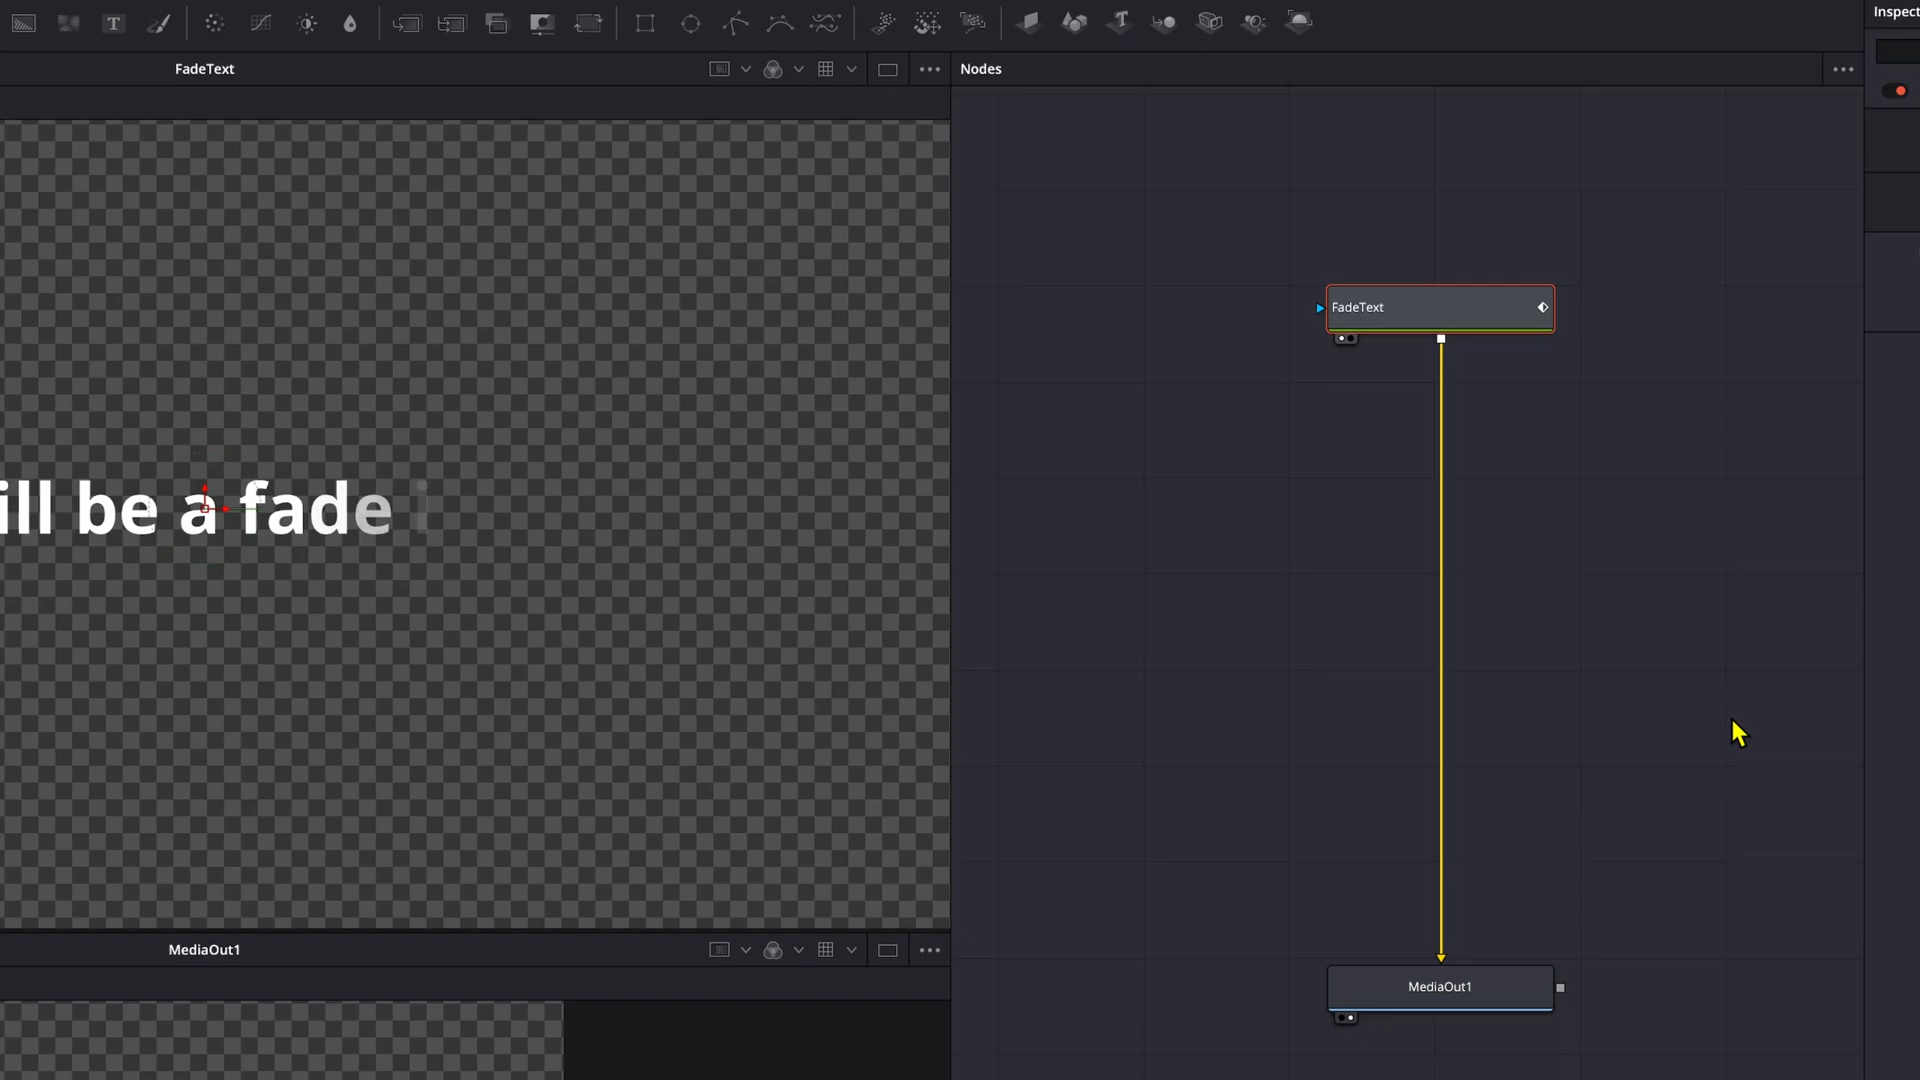 Inspect
FadeText
Nodes
FadeText
ill be a fade i
MediaOut1
MediaOut1